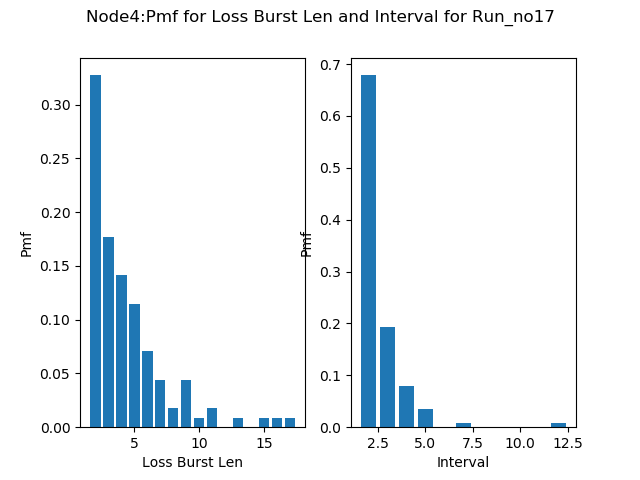 Node4:Pmf for Loss Burst Len and Interval for Run_no17
Pmf
0.30
0.25
0.20
0.15
0.10
0.05
0.00
5 10 15
Loss Burst Len
Pmf
0.7
0.6
0.5
0.4
0.3
0.2
0.1
0.0
2.5 5.0 7.5 10.0 12.5
Interval